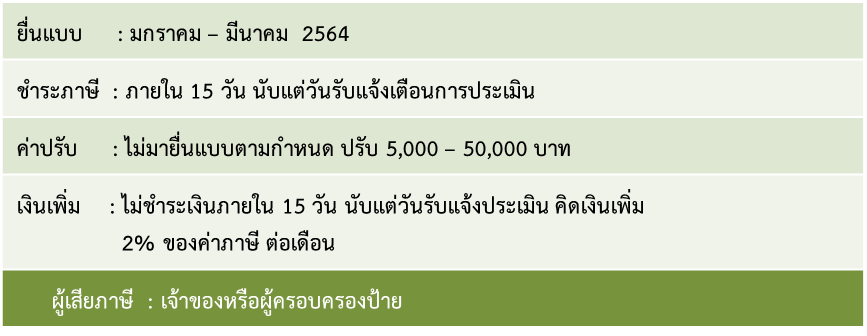 ยื่นแบบ : มกราคม – มีนาคม 2564
ชำระภาษี : ภายใน 15 วัน นับแต่วันรับแจ้งเตือนการประเมิน
ค่าปรับ : ไม่มายื่นแบบตามกำหนด ปรับ 5,000 – 50,000 บาท
เงินเพิ่ม : ไม่ชำระเงินภายใน 15 วัน นับแต่วันรับแจ้งประเมิน คิดเงินเพิ่ม
2% ของค่าภาษี ต่อเดือน
ผู้เสียภาษี : เจ้าของหรือผู้ครอบครองป้าย